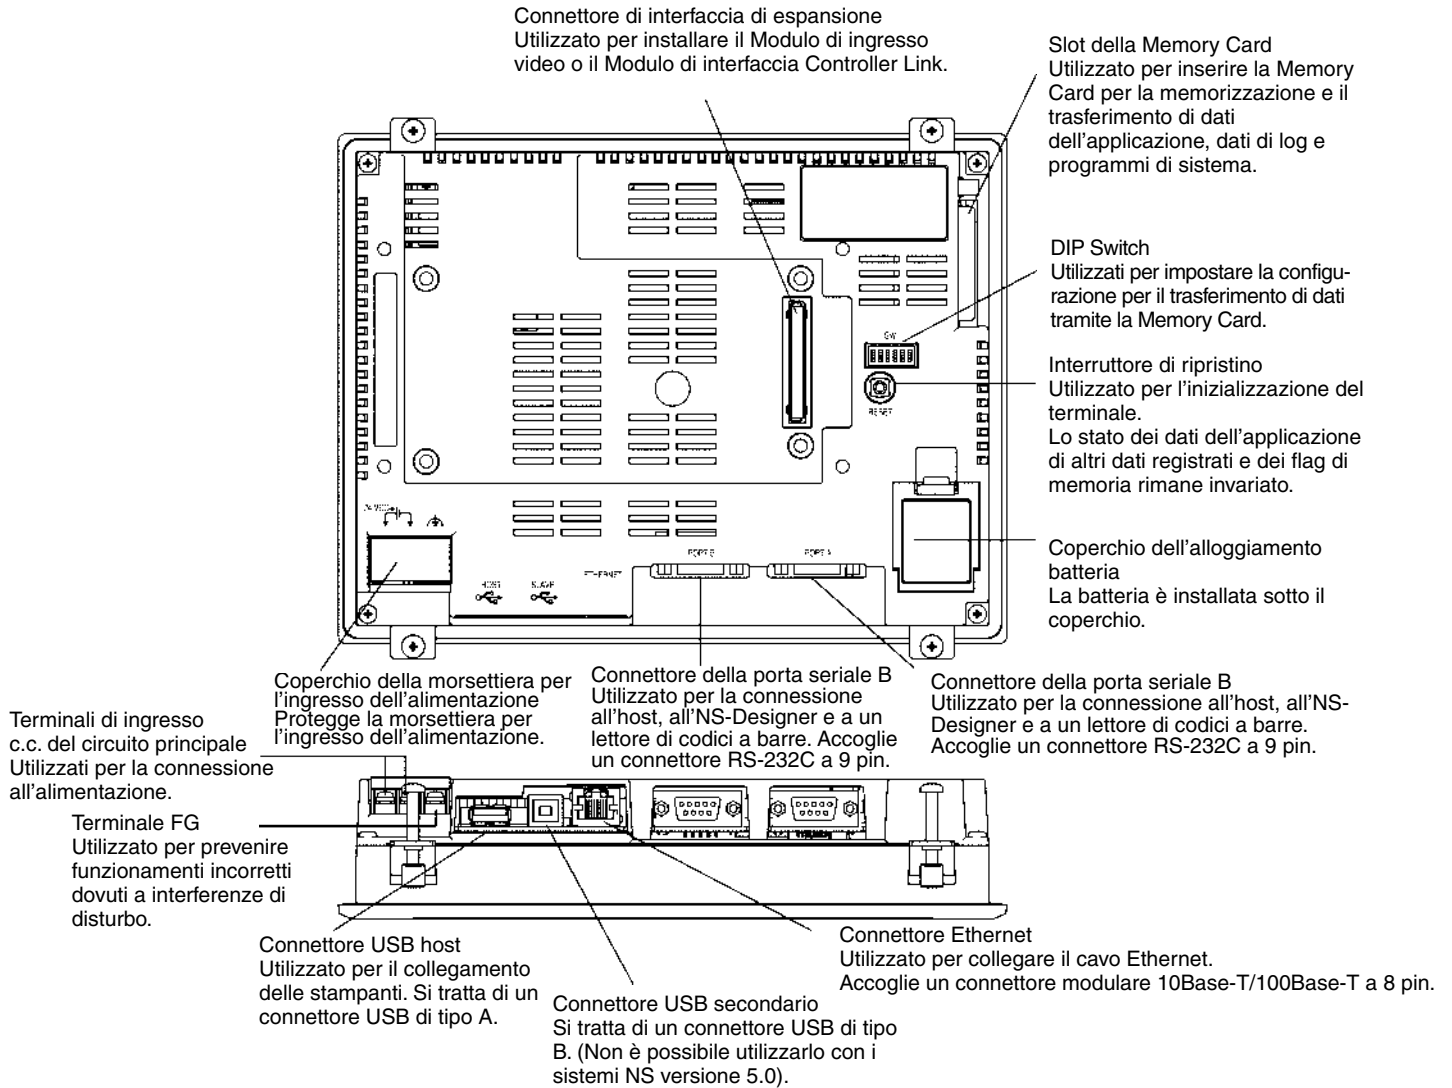 Connettore di interfaccia di espansione
Utilizzato per installare il Modulo di ingresso
video o il Modulo di interfaccia Controller Link.
Slot della Memory Card
Utilizzato per inserire la Memory
Card per la memorizzazione e il
trasferimento di dati
dell'applicazione, dati di log e
programmi di sistema.
DIP Switch
Utilizzati per impostare la configu-
razione per il trasferimento di dati
tramite la Memory Card.
SW
Interruttore di ripristino
Utilizzato per l'inizializzazione del
terminale.
Lo stato dei dati dell'applicazione
di altri dati registrati e dei flag di
memoria rimane invariato.
RESET
Coperchio dell'alloggiamento
batteria
La batteria è installata sotto il
coperchio.
PORT B
PORT A
HOST
SLAVE
ETHERNET
Coperchio della morsettiera per
l'ingresso dell'alimentazione
Protegge la morsettiera per
l'ingresso dell'alimentazione.
Connettore della porta seriale B
Utilizzato per la connessione
all'host, all'NS-Designer e a un
lettore di codici a barre. Accoglie
un connettore RS-232C a 9 pin.
Connettore della porta seriale B
Utilizzato per la connessione all'host, all'NS-
Designer e a un lettore di codici a barre.
Accoglie un connettore RS-232C a 9 pin.
Terminali di ingresso
c.c. del circuito principale
Utilizzati per la connessione
all'alimentazione.
Terminale FG
Utilizzato per prevenire
funzionamenti incorretti
dovuti a interferenze di
disturbo.
Connettore USB host
Utilizzato per il collegamento
delle stampanti. Si tratta di un
connettore USB di tipo A.
Connettore USB secondario
Si tratta di un connettore USB di tipo
B. (Non è possibile utilizzarlo con i
sistemi NS versione 5.0).
Connettore Ethernet
Utilizzato per collegare il cavo Ethernet.
Accoglie un connettore modulare 10Base-T/100Base-T a 8 pin.